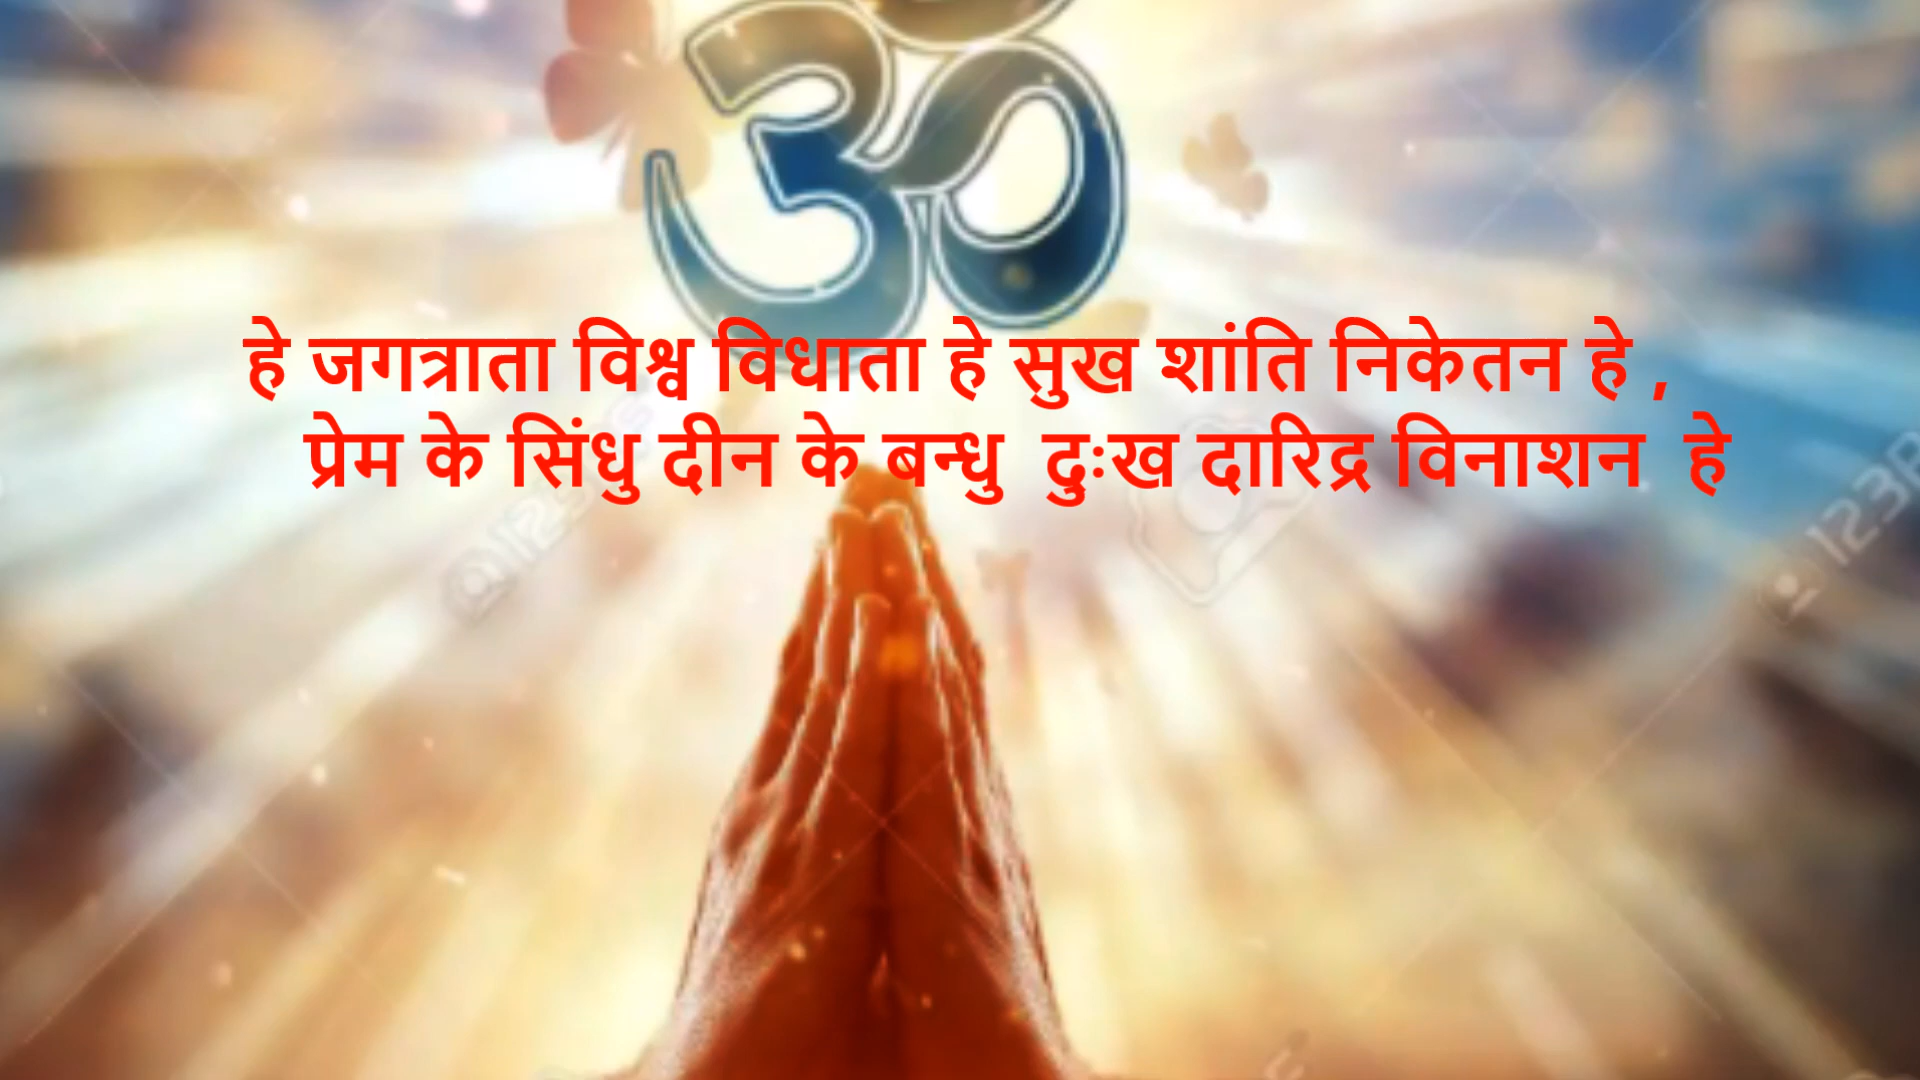 ॐ
हे जगत्राता विश्व विधाता हे सुख शांति निकेतन हे ,
प्रेम के सिंधु दीन के बन्धु दुःख दारिद्र विनाशन हे